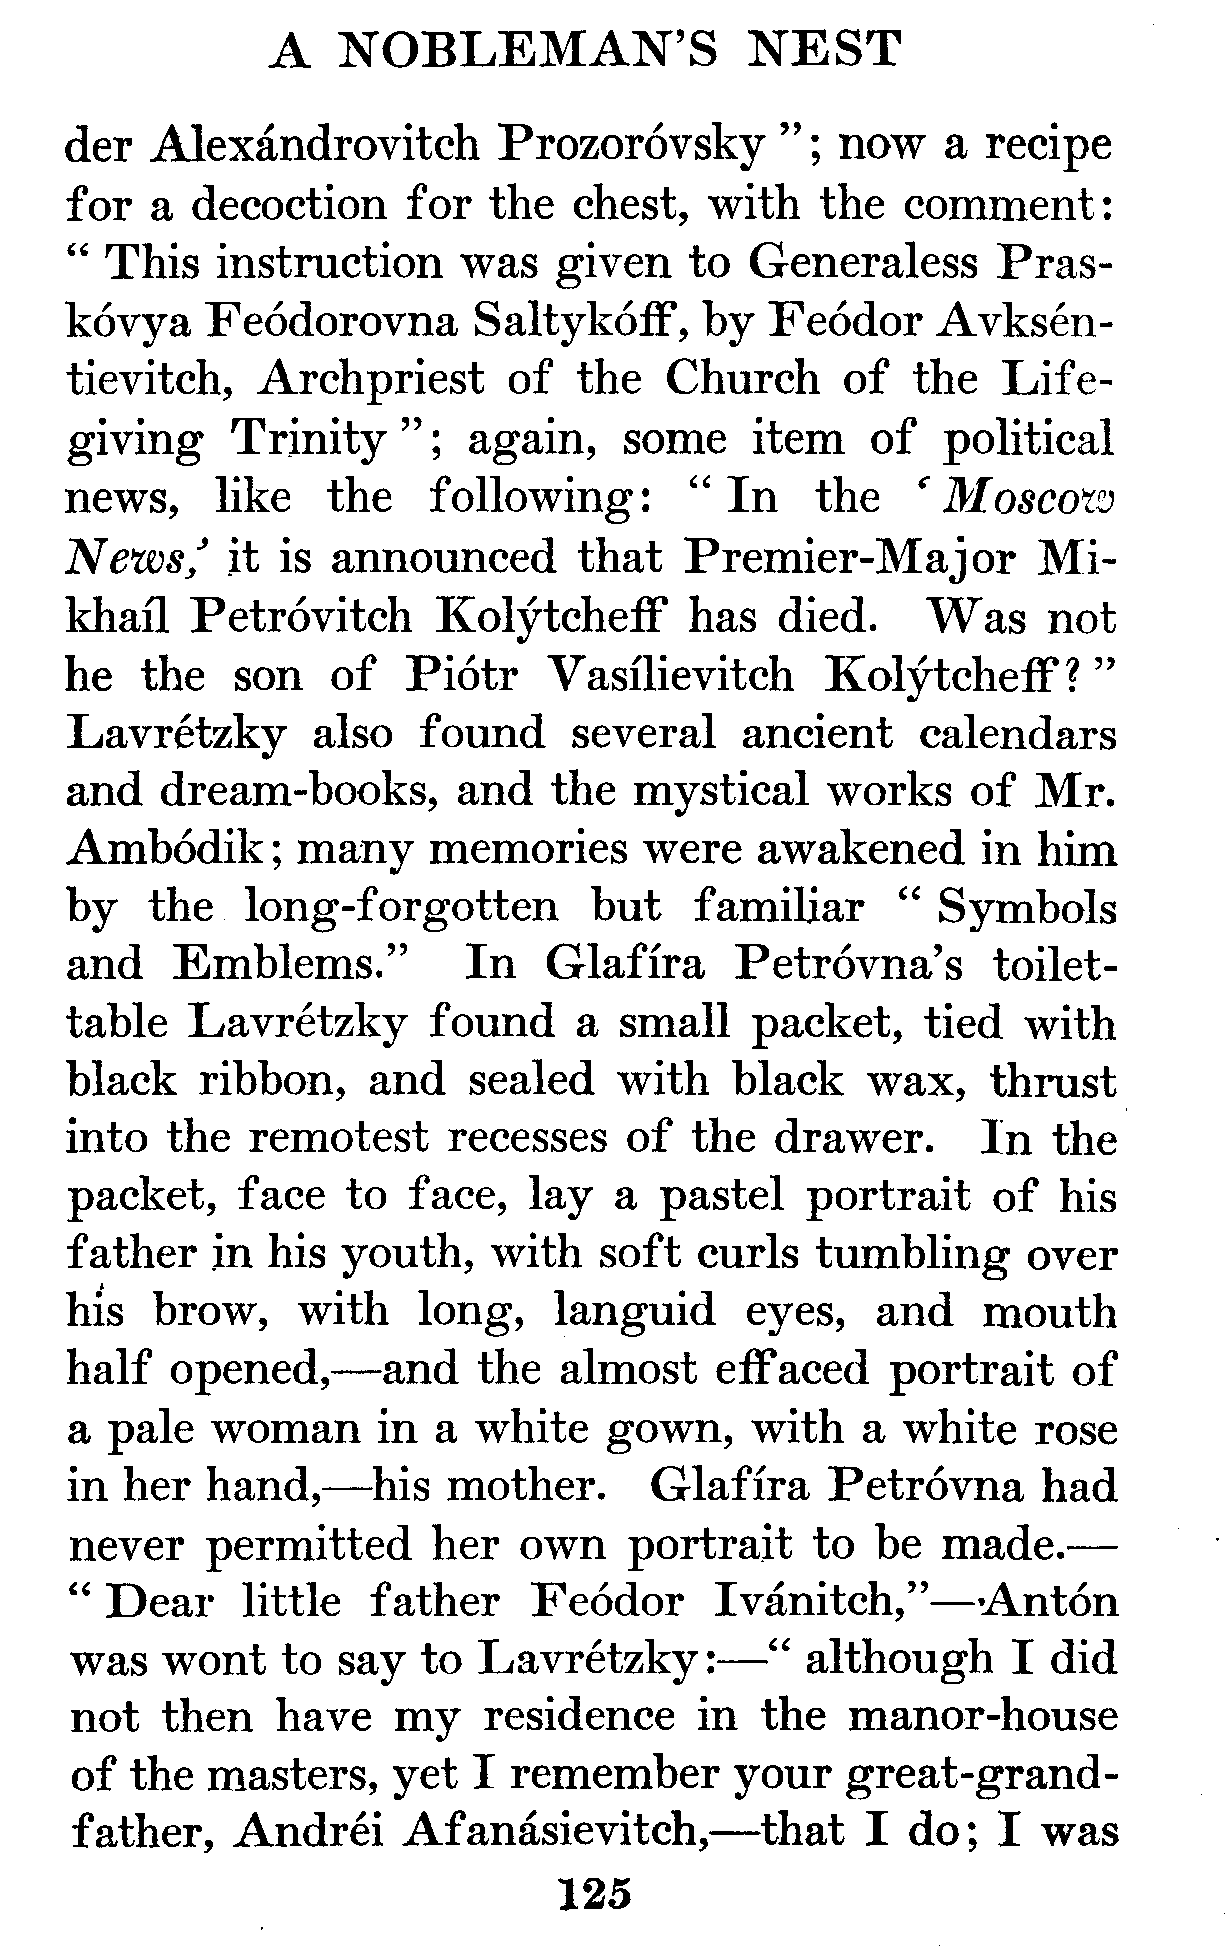 A NOBLEMAN'S NEST
der Alexándrovitch Prozoróvsky ”; now a recipe
for a decoction for the chest, with the comment:
“ This instruction was given to Generaless Pras-
kóvya Feódorovna Saltykóff, by Feódor Avksén-
tievitch, Archpriest of the Church of the Life-
giving Trinity ”; again, some item of political
news, like the following: “ In the ‘ Moscow
News,’ it is announced that Premier-Major Mi-
khaíl Petróvitch Kolýtcheff has died. Was not
he the son of Piótr Vasílievitch Kolýtcheff? ”
Lavrétzky also found several ancient calendars
and dream-books, and the mystical works of Mr.
Ambódik; many memories were awakened in him
by the long-forgotten but familiar “ Symbols
and Emblems.” In Glafíra Petróvna’s toilet-
table Lavrétzky found a small packet, tied with
black ribbon, and sealed with black wax, thrust
into the remotest recesses of the drawer. In the
packet, face to face, lay a pastel portrait of his
father in his youth, with soft curls tumbling over
his brow, with long, languid eyes, and mouth
half opened,—and the almost effaced portrait of
a pale woman in a white gown, with a white rose
in her hand,—his mother. Glafíra Petróvna had
never permitted her own portrait to be made.—
“ Dear little father Feódor Ivánitch,”—Antón
was wont to say to Lavrétzky:—“ although I did
not then have my residence in the manor-house
of the masters, yet I remember your great-grand-
father, Andréi Afanásievitch,—that I do; I was
125